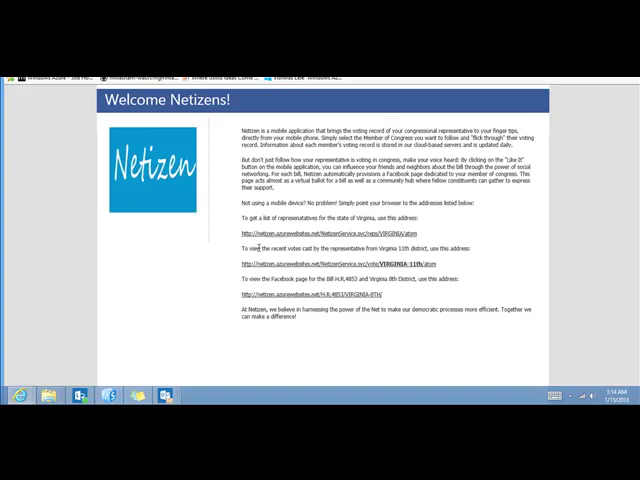 Windows Azure - Site Ho...
Where Good Ideas Come ...
Welcome Netizens!
Netizen
Netizen is a mobile application that brings the voting record of your congressional representative to your finger tips,
directly from your mobile phone. Simply select the Member of Congress you want to follow and "flick through" their voting
record. Information about each member's voting record is stored in our cloud-based servers and is updated daily.
But don't just follow how your representative is voting in congress, make your voice heard: By clicking on the "Like It"
button on the mobile application, you can influence your friends and neighbors about the bill through the power of social
networking. For each bill, Netizen automatically provisions a Facebook page dedicated to your member of congress. This
page acts almost as a virtual ballot for a bill as well as a community hub where fellow constituents can gather to express
their support.
Not using a mobile device? No problem! Simply point your browser to the addresses listed below:
To get a list of represenatatives for the state of Virginia, use this address:
http://netizen.azurewebsites.net/NetizenService.svc/reps/VIRGINIA/atom
To view the recent votes cast by the representative from Virginia 11th district, use this address:
http://netizen.azurewebsites.net/NetizenService.svc/vote/VIRGINIA-11th/atom
To view the Facebook page for the Bill H.R.4853 and Virginia 8th District, use this address:
http://netizen.azurewebsites.net/H.R.4853/VIRGINIA-8TH/
At Netizen, we believe in harnessing the power of the Net to make our democratic processes more efficient. Together we
can make a difference!
1:14 AM
1/15/2013